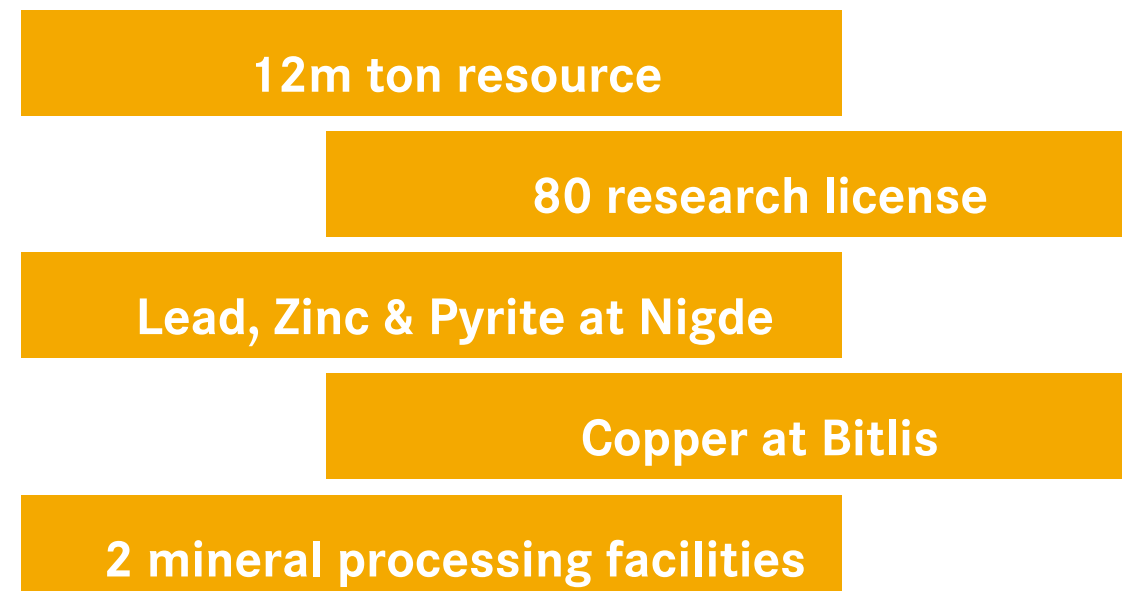 12m ton resource
80 research license
Lead, Zinc & Pyrite at Nigde
Copper at Bitlis
2 mineral processing facilities